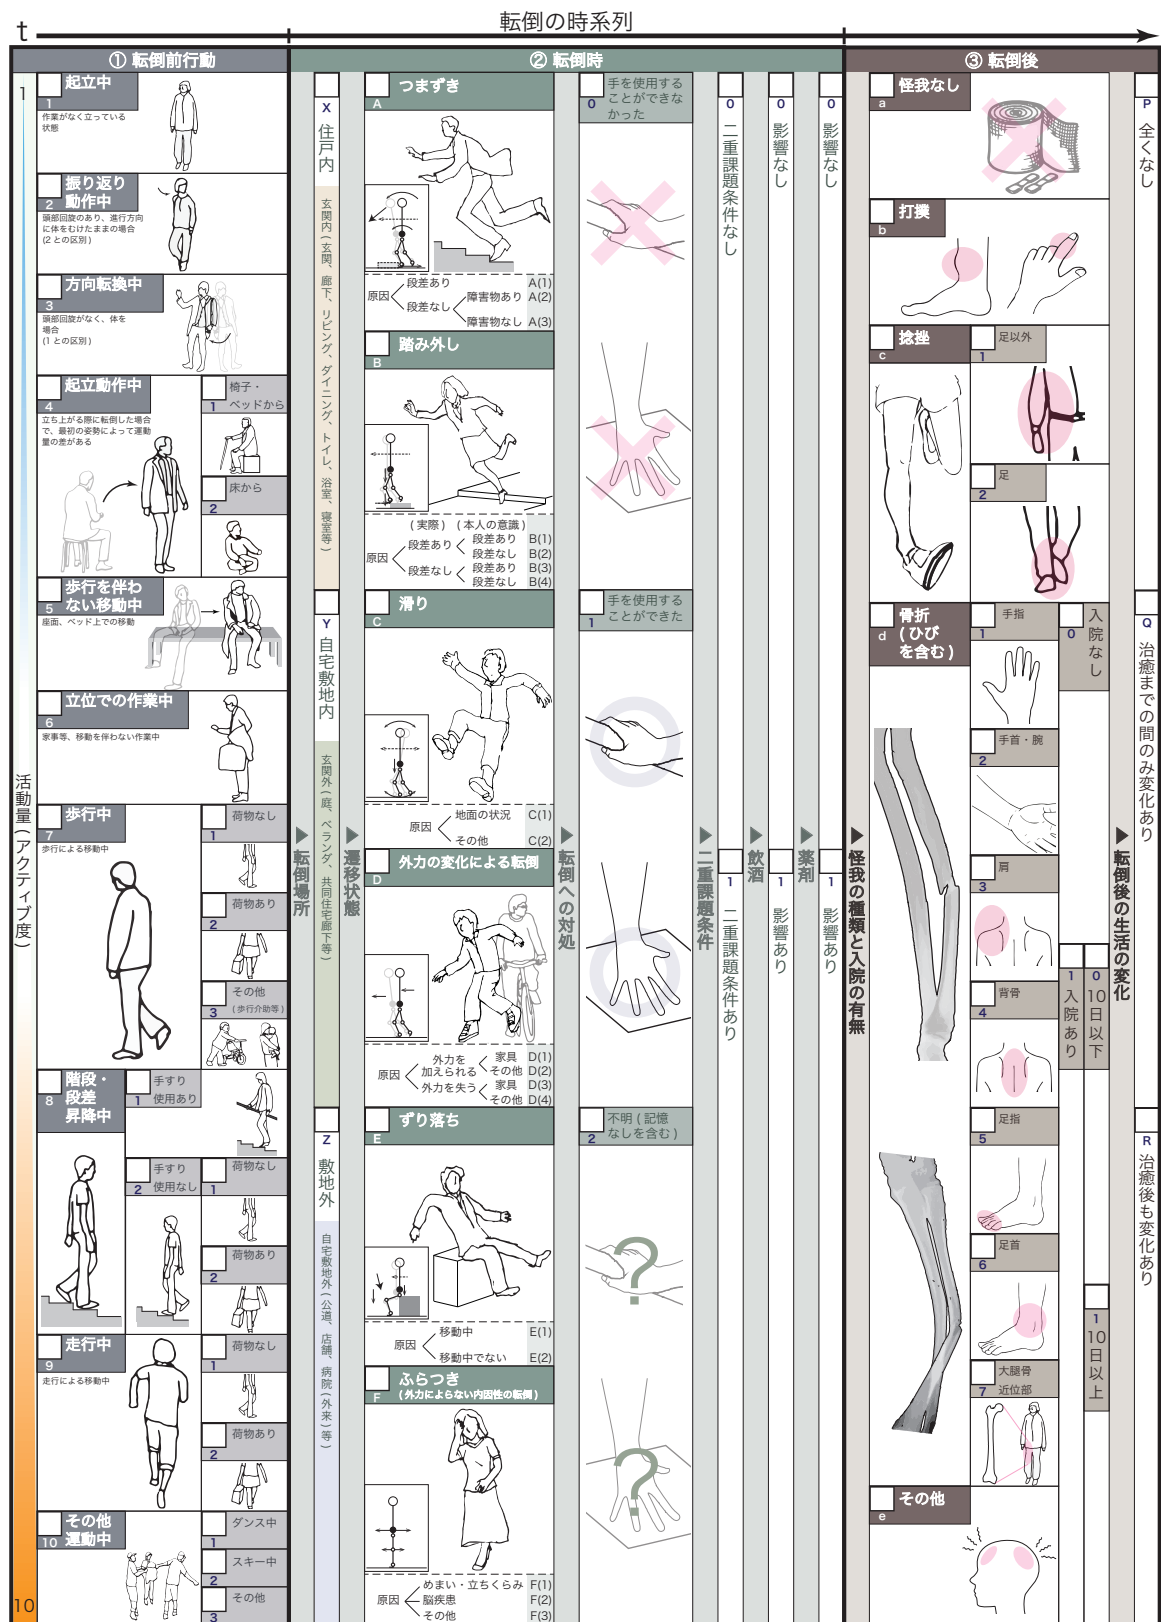 転倒の時系列
t
① 転倒前行動
② 転倒時
③ 転倒後
1
活動量(アクティブ度)
10
起立中
1
作業がなく立っている
状態
振り返り
動作中
2
頭部回旋のあり、進行方向
に体をむけたままの場合
(2 との区別)
方向転換中
3
頭部回旋がなく、体を
場合
(1 との区別)
起立動作中
4
立ち上がる際に転倒した場合
で、最初の姿勢によって運動
量の差がある
椅子・
ベッドから
1
床から
2
歩行を伴わ
ない移動中
5
座面、ベッド上での移動
立位での作業中
6
家事等、移動を伴わない作業中
歩行中
7
歩行による移動中
荷物なし
1
荷物あり
2
その他
(歩行介助等)
3
階段・
段差
昇降中
8
手すり
使用あり
1
手すり
使用なし
2
荷物なし
1
荷物あり
2
走行中
9
走行による移動中
荷物なし
1
荷物あり
2
その他
運動中
10
ダンス中
1
スキー中
2
その他
3
▶転倒場所
X
住戸内
玄関内(玄関、廊下、リビング、ダイニング、トイレ、浴室、寝室等)
Y
自宅敷地内
玄関外(庭、ベランダ、共同住宅廊下等)
Z
敷地外
自宅敷地外(公道、店舗、病院(外来)等)
▶遷移状態
つまずき
A
原因
段差あり A(1)
段差なし
障害物あり A(2)
障害物なし A(3)
踏み外し
B
(実際) (本人の意識)
原因
段差あり
段差あり B(1)
段差なし B(2)
段差なし
段差あり B(3)
段差なし B(4)
滑り
C
原因
地面の状況 C(1)
その他 C(2)
外力の変化による転倒
D
原因
外力を
加えられる
家具 D(1)
その他 D(2)
外力を失う
家具 D(3)
その他 D(4)
ずり落ち
E
原因
移動中 E(1)
移動中でない E(2)
ふらつき
(外力によらない内因性の転倒)
F
原因
めまい・立ちくらみ F(1)
脳疾患 F(2)
その他 F(3)
▶転倒への対処
手を使用する
ことができな
かった
0
手を使用する
ことができた
1
不明(記憶
なしを含む)
2
?
?
▶二重課題条件
0
二重課題条件なし
1
二重課題条件あり
▶飲酒
0
影響なし
1
影響あり
▶薬剤
0
影響なし
1
影響あり
▶怪我の種類と入院の有無
怪我なし
a
打撲
b
捻挫
c
足以外
1
足
2
骨折
(ひび
を含む)
d
手指
1
手首・腕
2
肩
3
背骨
4
足指
5
足首
6
大腿骨
近位部
7
0
入院なし
1
入院あり
0
10日以下
1
10日以上
その他
e
▶転倒後の生活の変化
P
全くなし
Q
治癒までの間のみ変化あり
R
治癒後も変化あり